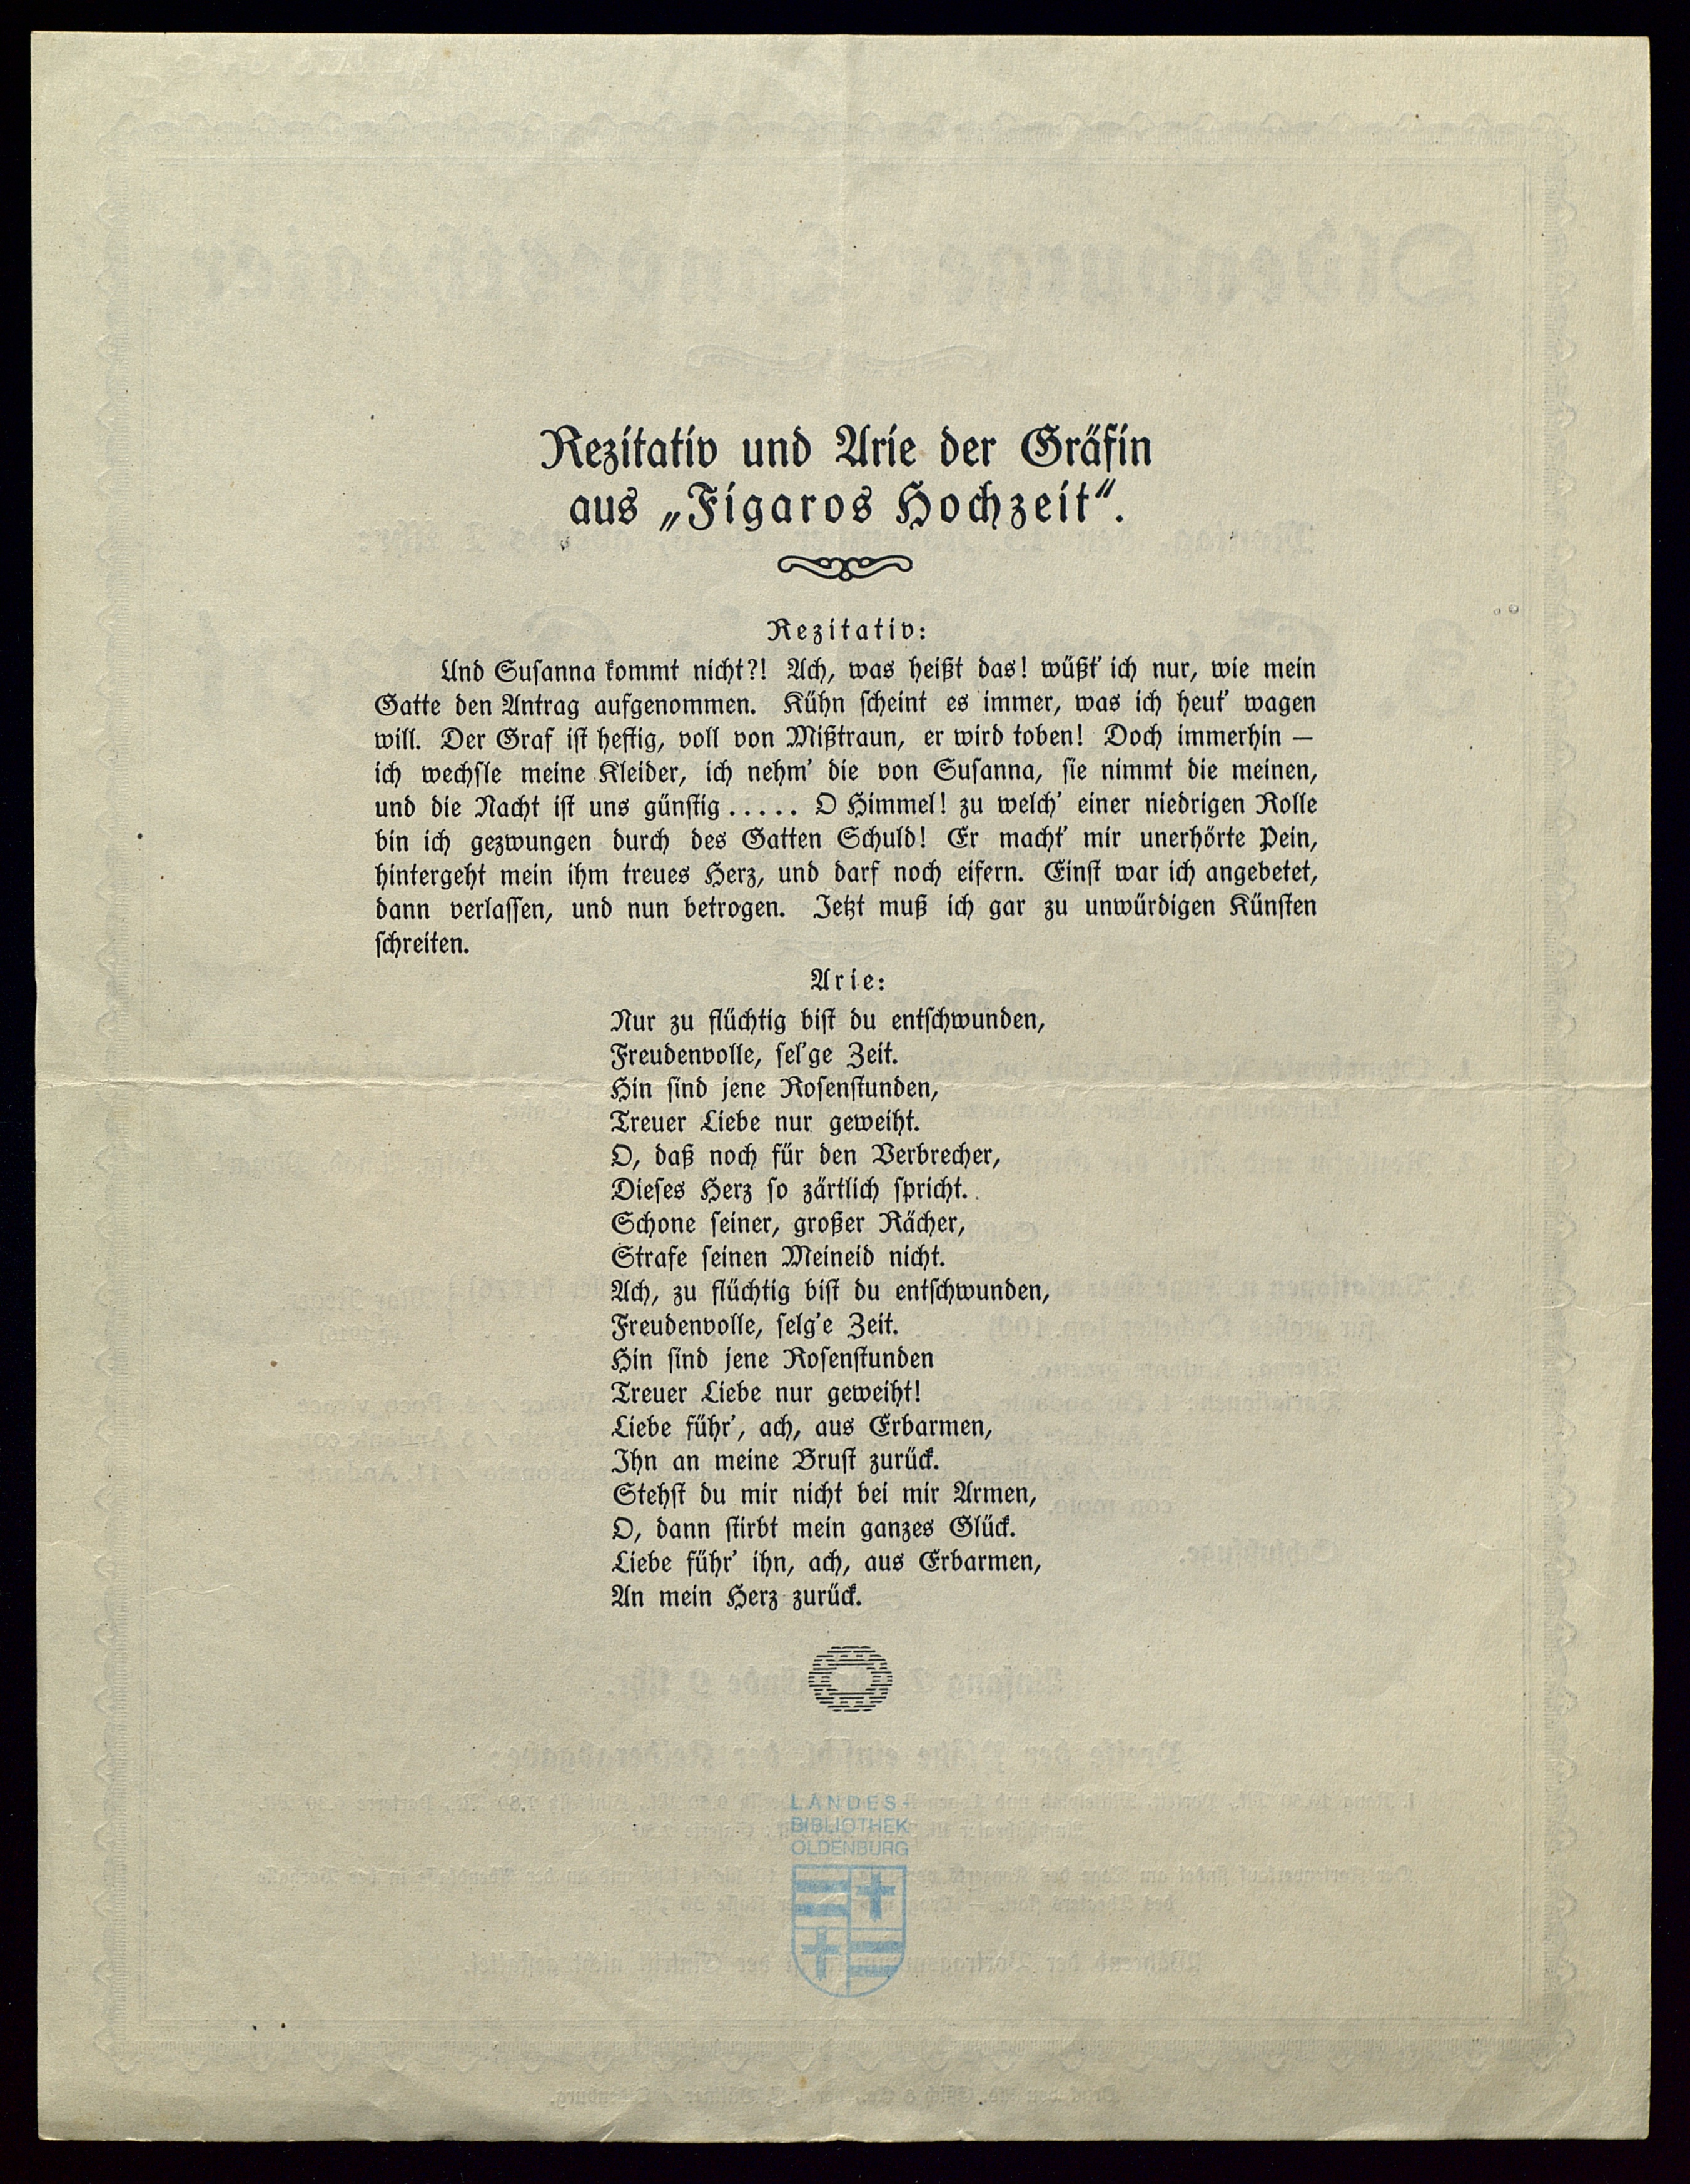 Rezitativ und Arie der Gräfin
aus „Figaros Hochzeit“.
Rezitativ:
Und Susanna kommt nicht?! Ach, was heißt das! wüßt' ich nur, wie mein
Gatte den Antrag aufgenommen. Kühn scheint es immer, was ich heut' wagen
will. Der Graf ist heftig, voll von Mißtraun, er wird toben! Doch immerhin —
ich wechsle meine Kleider, ich nehm' die von Susanna, sie nimmt die meinen,
und die Nacht ist uns günstig ..... O Himmel! zu welch' einer niedrigen Rolle
bin ich gezwungen durch des Gatten Schuld! Er macht' mir unerhörte Pein,
hintergeht mein ihm treues Herz, und darf noch eifern. Einst war ich angebetet,
dann verlassen, und nun betrogen. Jetzt muß ich gar zu unwürdigen Künsten
schreiten.
Arie:
Nur zu flüchtig bist du entschwunden,
Freudenvolle, sel'ge Zeit.
Hin sind jene Rosenstunden,
Treuer Liebe nur geweiht.
O, daß noch für den Verbrecher,
Dieses Herz so zärtlich spricht.
Schone seiner, großer Rächer,
Strafe seinen Meineid nicht.
Ach, zu flüchtig bist du entschwunden,
Freudenvolle, selg'e Zeit.
Hin sind jene Rosenstunden
Treuer Liebe nur geweiht!
Liebe führ', ach, aus Erbarmen,
Ihn an meine Brust zurück.
Stehst du mir nicht bei mir Armen,
O, dann stirbt mein ganzes Glück.
Liebe führ' ihn, ach, aus Erbarmen,
An mein Herz zurück.
LANDES-
BIBLIOTHEK
OLDENBURG